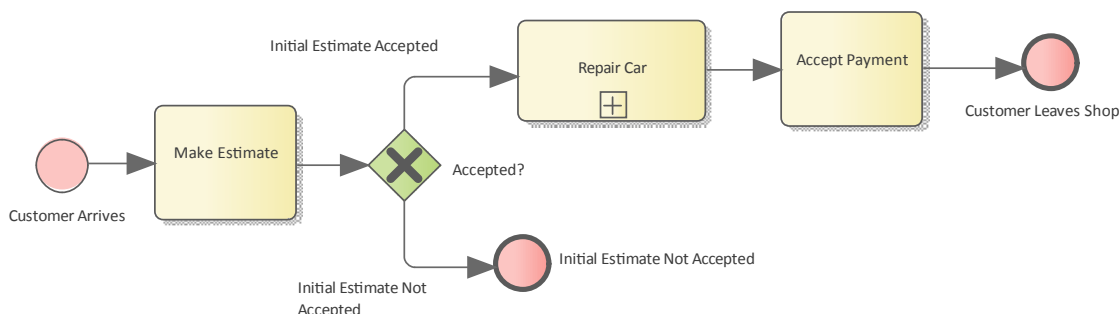 Initial Estimate Accepted
Repair Car
Accept Payment
Customer Leaves Shop
Make Estimate
Accepted?
Customer Arrives
Initial Estimate Not Accepted
Initial Estimate Not
Accepted